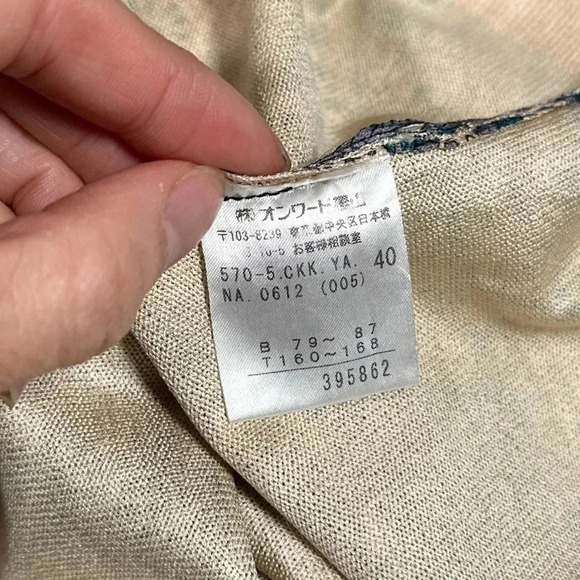 ㈱オンワード樫山
〒103-8239 東京都中央区日本橋
3-10-5 お客様相談室
570-5.CKK.YA. 40
NA. 0612 (005)
B 79～ 87
T 160～168
395862